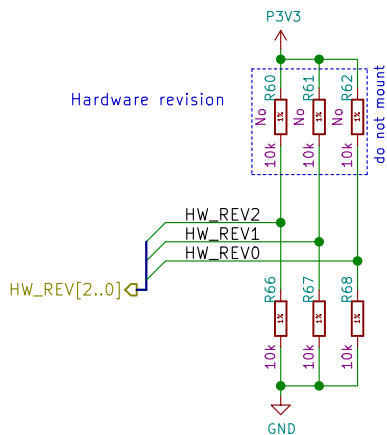 P3V3
Hardware revision
R60
R61
R62
No
No
No
1%
1%
1%
10k
10k
10k
do not mount
HW_REV2
HW_REV1
HW_REV0
HW_REV[2..0]
R66
R67
R68
1%
1%
1%
10k
10k
10k
GND